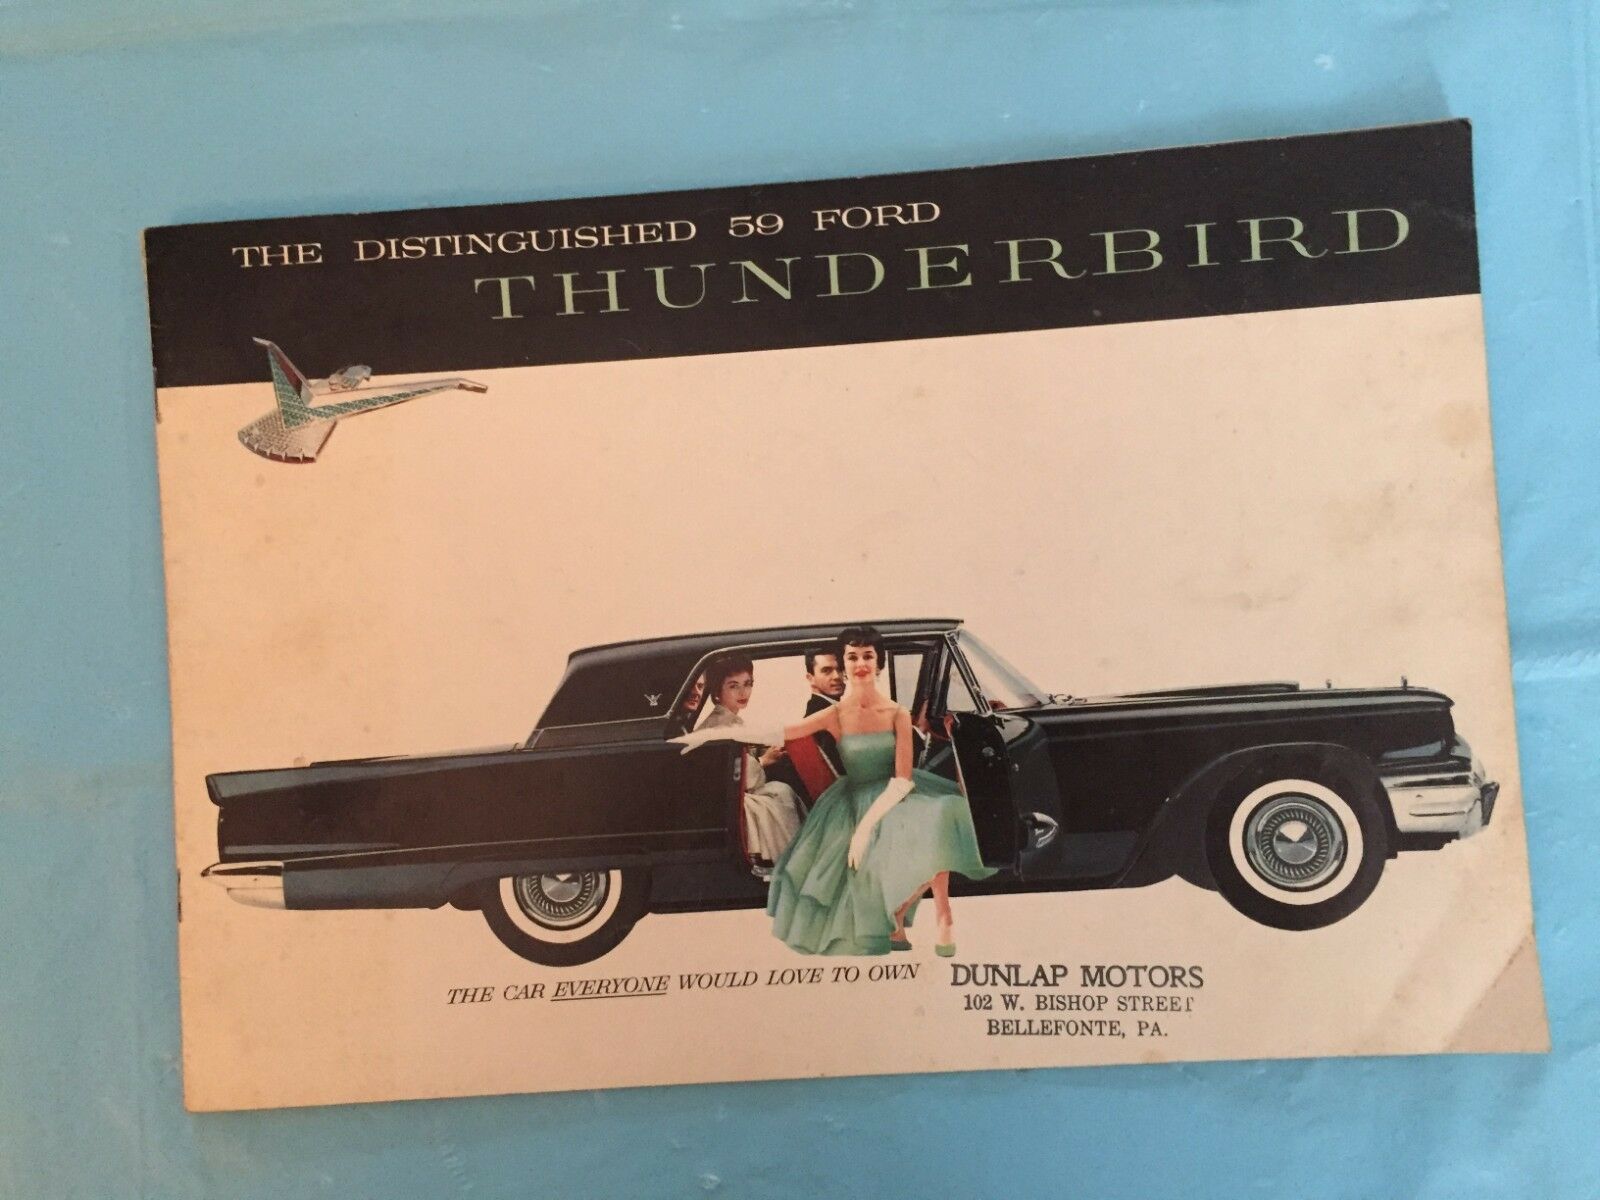 THE DISTINGUISHED 59 FORD
THUNDERBIRD
THE CAR EVERYONE WOULD LOVE TO OWN
DUNLAP MOTORS
102 W. BISHOP STREET
BELLEFONTE, PA.